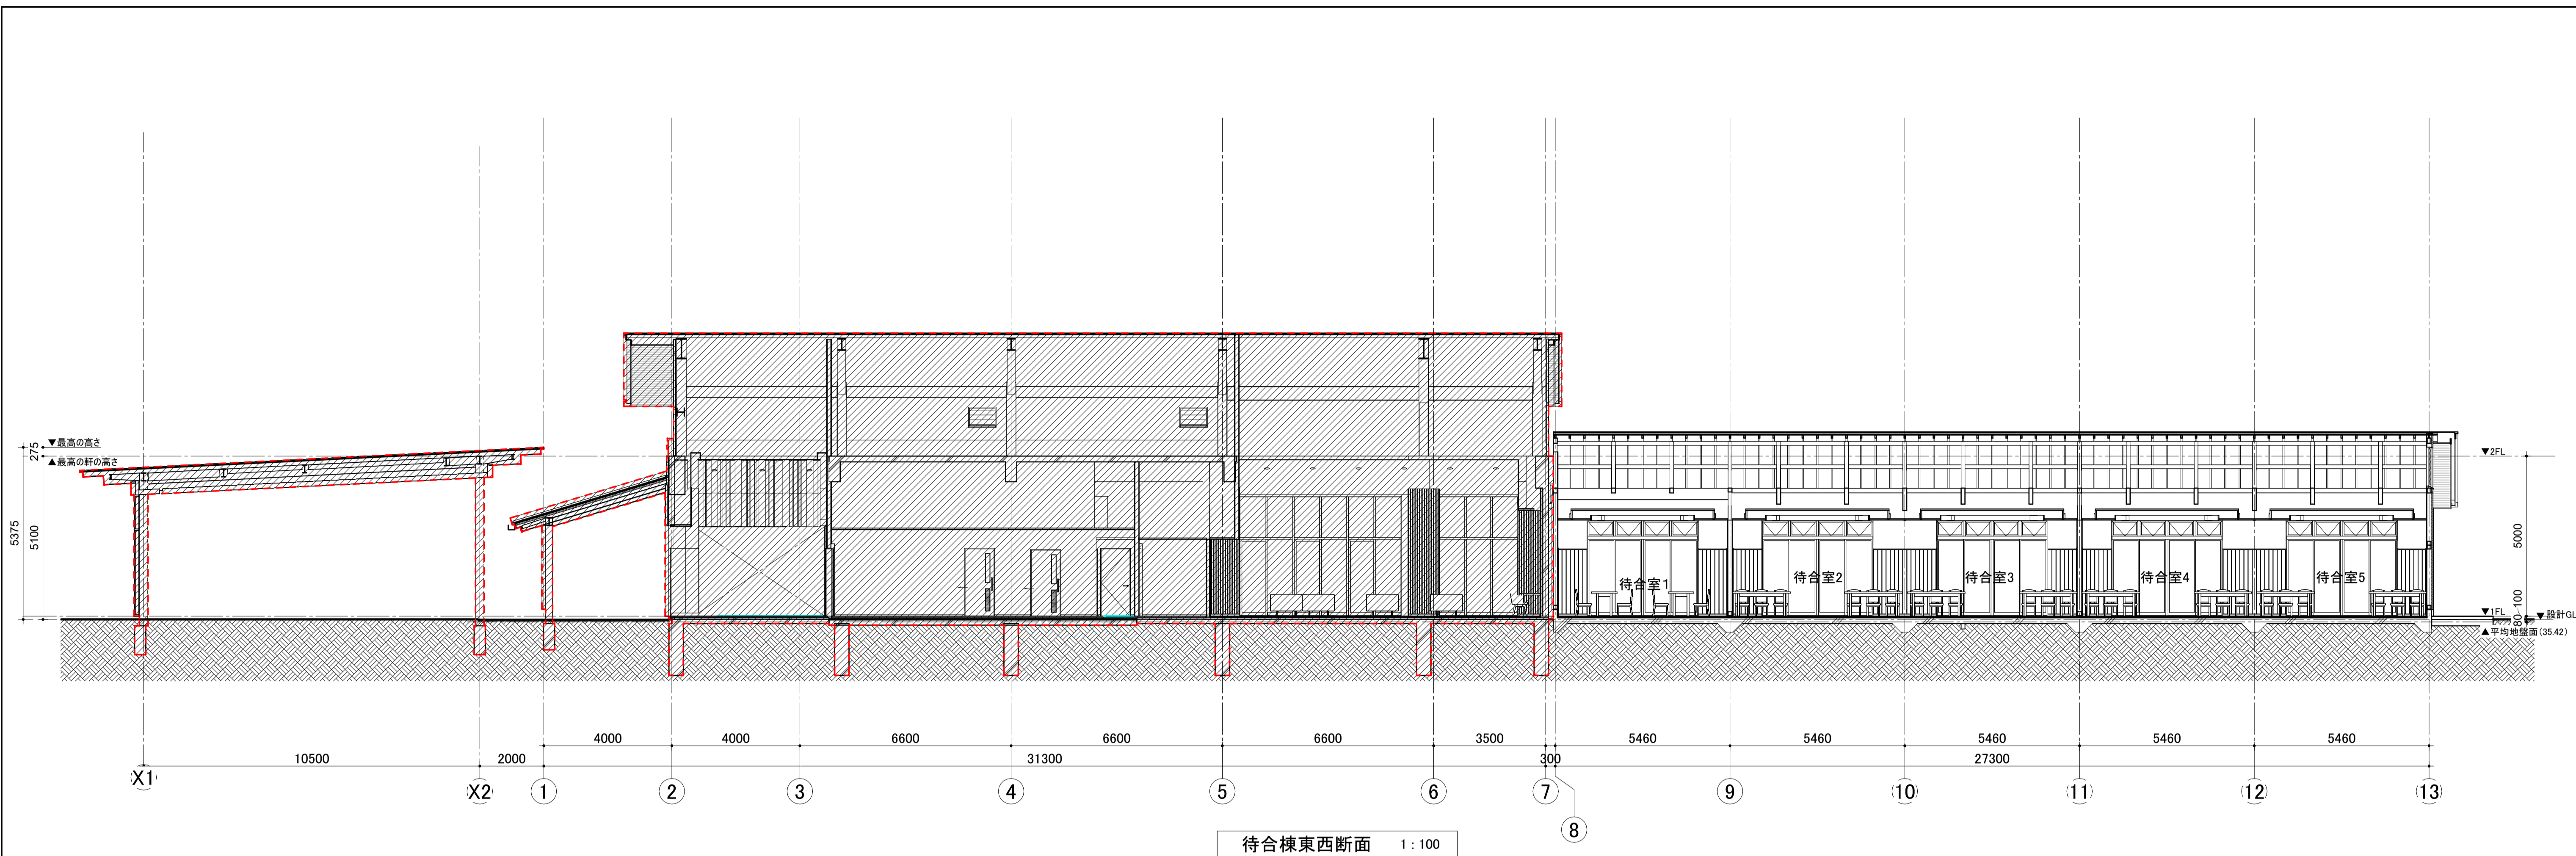 ▼最高の高さ
275
▲最高の軒の高さ
5375
5100
▼2FL
5000
100
▼1FL
▼設計GL
80
▲平均地盤面(35.42)
待合室1
待合室2
待合室3
待合室4
待合室5
4000 4000 6600 6600 6600 3500 5460 5460 5460 5460 5460
10500 2000 31300 300 27300
X1 X2 1 2 3 4 5 6 7 9 10 11 12 13
8
待合棟東西断面 1:100